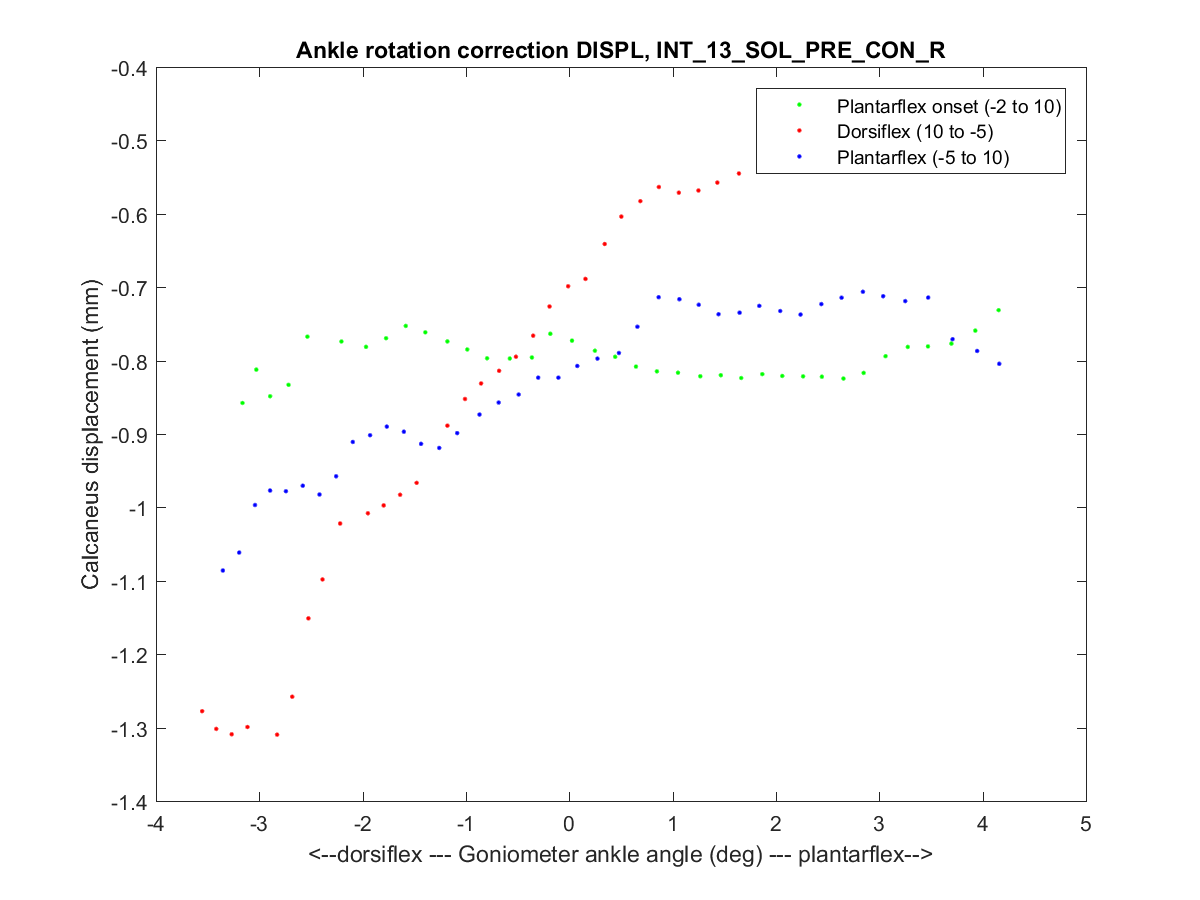 Ankle rotation correction DISPL, INT_13_SOL_PRE_CON_R
-0.4
-0.5
-0.6
-0.7
-0.8
-0.9
-1
-1.1
-1.2
-1.3
-1.4
Calcaneus displacement (mm)
Plantarflex onset (-2 to 10)
Dorsiflex (10 to -5)
Plantarflex (-5 to 10)
-4 -3 -2 -1 0 1 2 3 4 5
<--dorsiflex --- Goniometer ankle angle (deg) --- plantarflex-->